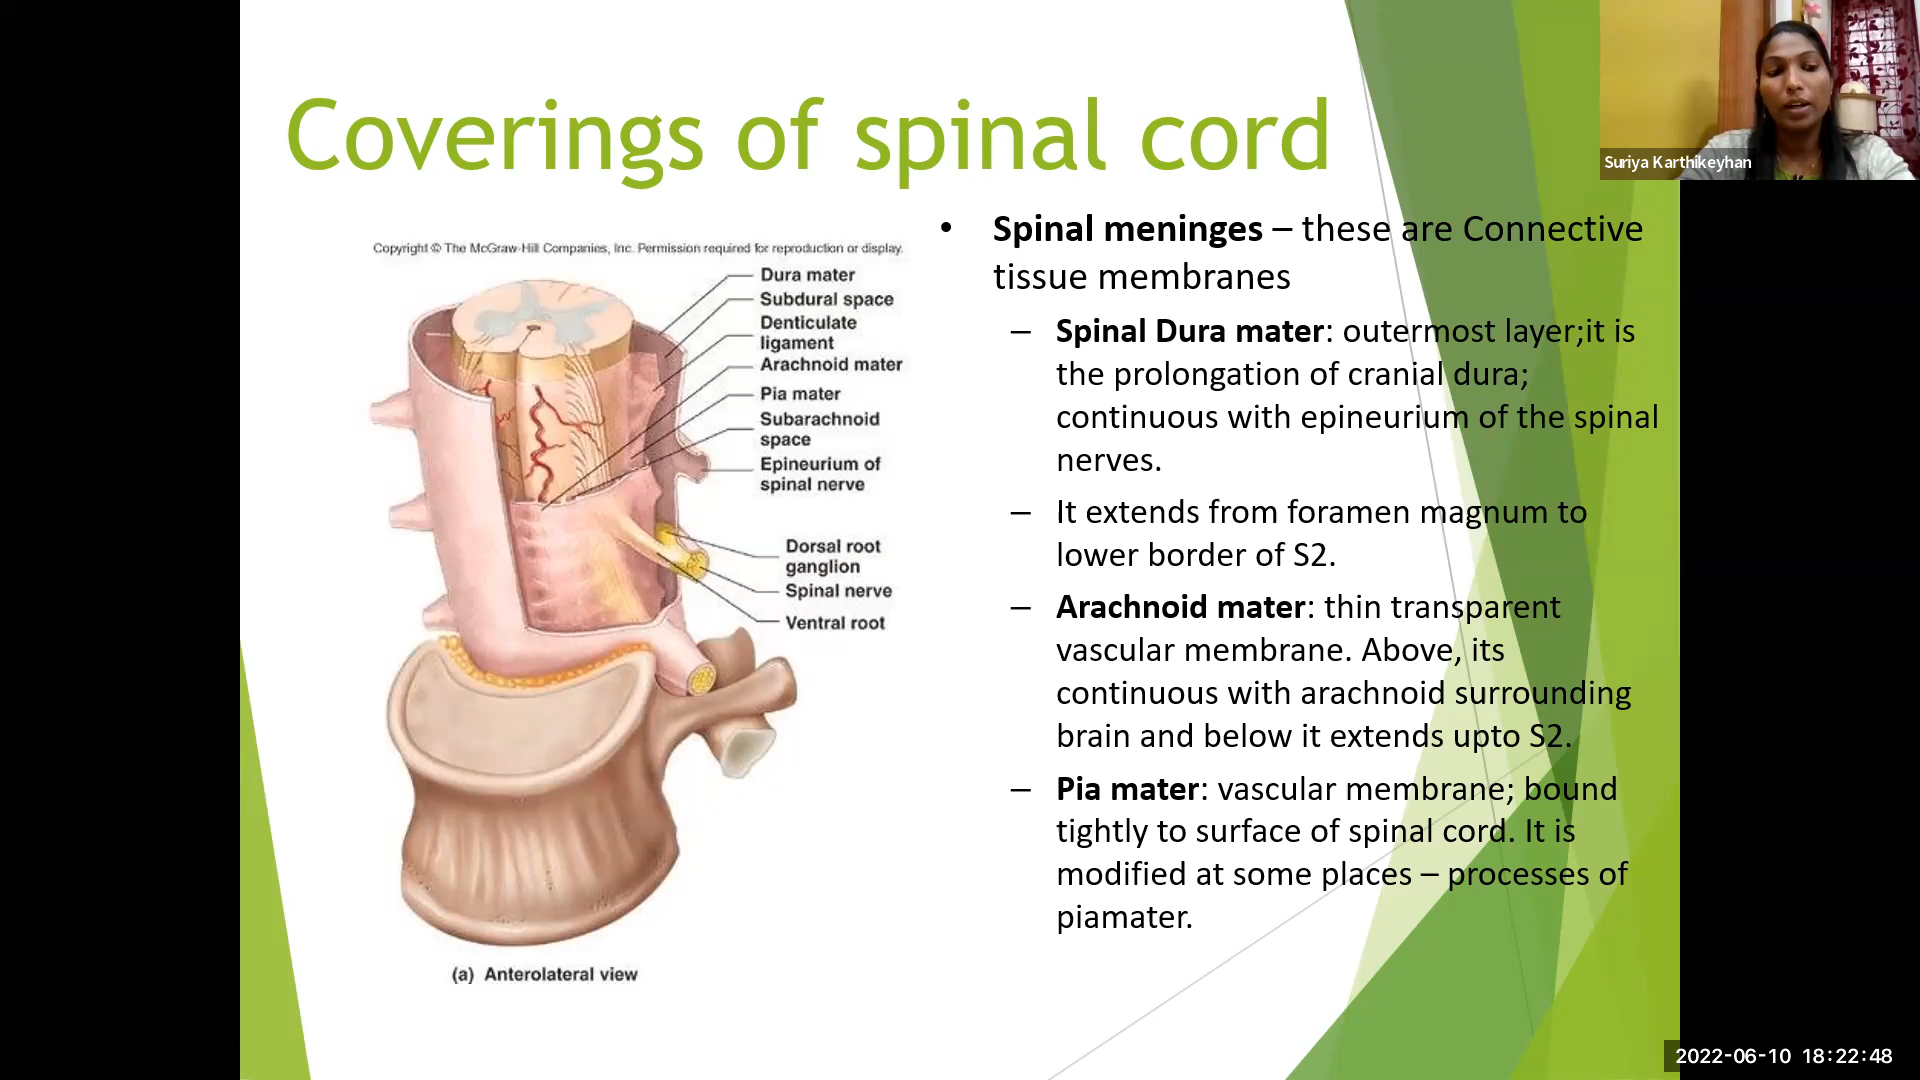 Coverings of spinal cord
Suriya Karthikeyhan
Copyright © The McGraw-Hill Companies, Inc. Permission required for reproduction or display.
Dura mater
Subdural space
Denticulate
ligament
Arachnoid mater
Pia mater
Subarachnoid
space
Epineurium of
spinal nerve
Dorsal root
ganglion
Spinal nerve
Ventral root
(a) Anterolateral view
• Spinal meninges – these are Connective
tissue membranes
– Spinal Dura mater: outermost layer;it is
the prolongation of cranial dura;
continuous with epineurium of the spinal
nerves.
– It extends from foramen magnum to
lower border of S2.
– Arachnoid mater: thin transparent
vascular membrane. Above, its
continuous with arachnoid surrounding
brain and below it extends upto S2.
– Pia mater: vascular membrane; bound
tightly to surface of spinal cord. It is
modified at some places – processes of
piamater.
2022-06-10 18:22:48